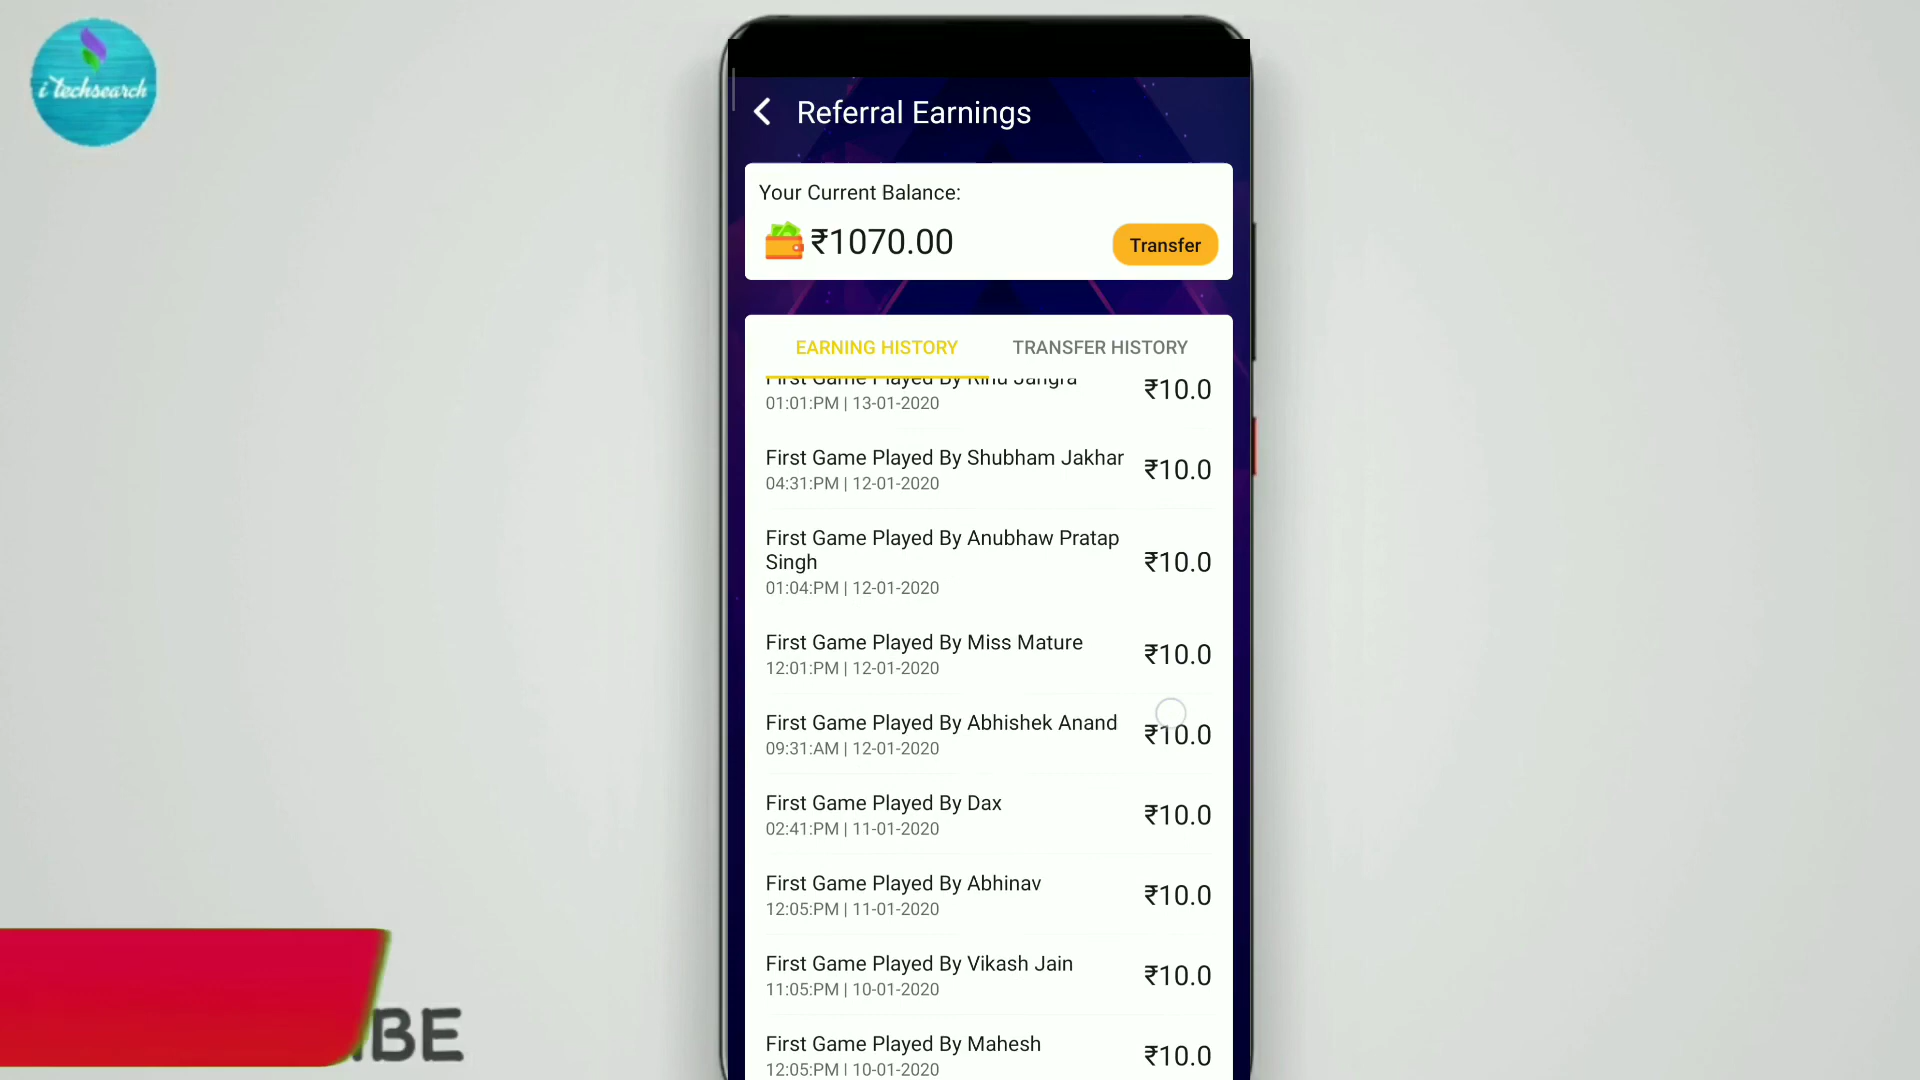 i Techsearch
Referral Earnings
Your Current Balance:
₹1070.00
Transfer
EARNING HISTORY
TRANSFER HISTORY
First Game Played By Rinu Jangra
₹10.0
01:01:PM | 13-01-2020
First Game Played By Shubham Jakhar
₹10.0
04:31:PM | 12-01-2020
First Game Played By Anubhaw Pratap
Singh
₹10.0
01:04:PM | 12-01-2020
First Game Played By Miss Mature
₹10.0
12:01:PM | 12-01-2020
First Game Played By Abhishek Anand
₹10.0
09:31:AM | 12-01-2020
First Game Played By Dax
₹10.0
02:41:PM | 11-01-2020
First Game Played By Abhinav
₹10.0
12:05:PM | 11-01-2020
First Game Played By Vikash Jain
₹10.0
11:05:PM | 10-01-2020
First Game Played By Mahesh
₹10.0
12:05:PM | 10-01-2020